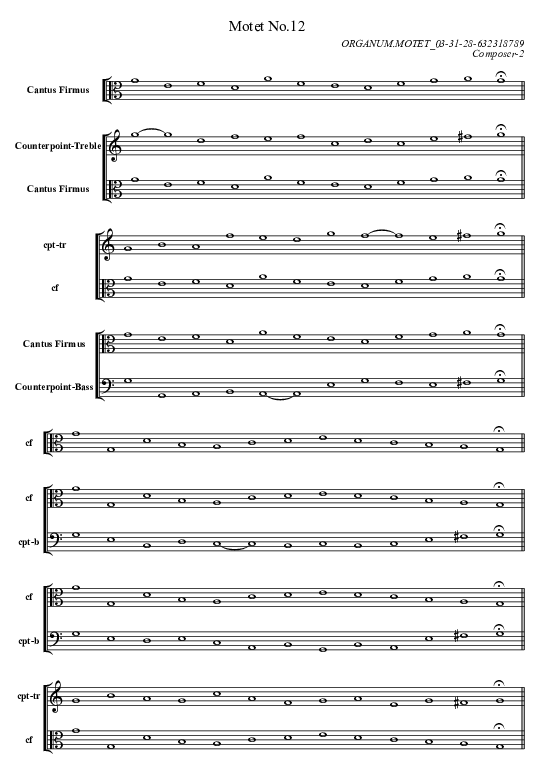 Motet No.12
ORGANUM.MOTET_03-31-28-632318789
Composer-2
Cantus Firmus
Counterpoint-Treble
Cantus Firmus
cpt-tr
cf
Cantus Firmus
Counterpoint-Bass
cf
cf
cpt-b
cf
cpt-b
cpt-tr
cf